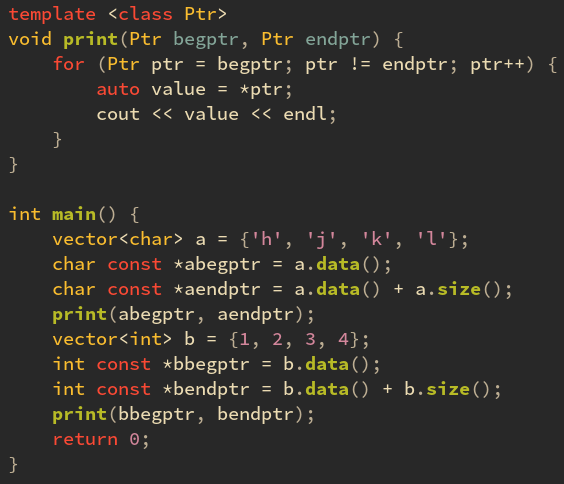 template <class Ptr>
void print(Ptr begptr, Ptr endptr) {
    for (Ptr ptr = begptr; ptr != endptr; ptr++) {
        auto value = *ptr;
        cout << value << endl;
    }
}

int main() {
    vector<char> a = {'h', 'j', 'k', 'l'};
    char const *abegptr = a.data();
    char const *aendptr = a.data() + a.size();
    print(abegptr, aendptr);
    vector<int> b = {1, 2, 3, 4};
    int const *bbegptr = b.data();
    int const *bendptr = b.data() + b.size();
    print(bbegptr, bendptr);
    return 0;
}